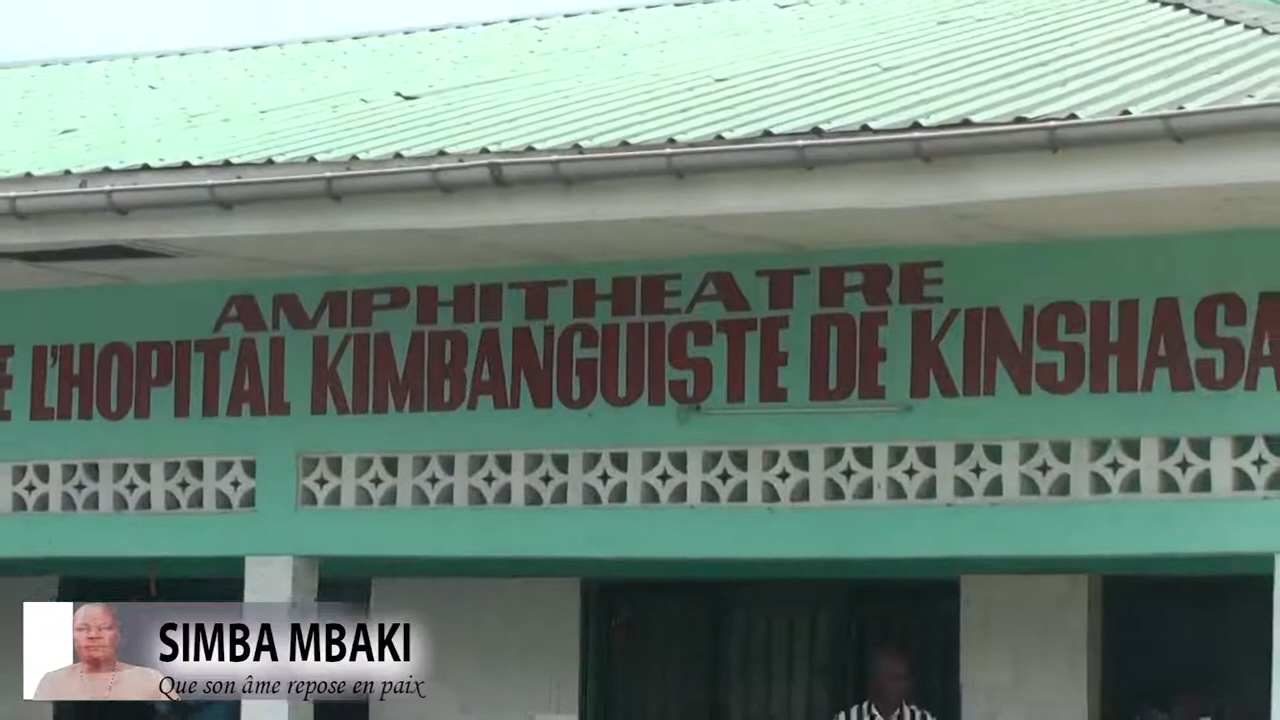 AMPHITHEATRE
E L'HOPITAL KIMBANGUISTE DE KINSHASA
SIMBA MBAKI
Que son âme repose en paix